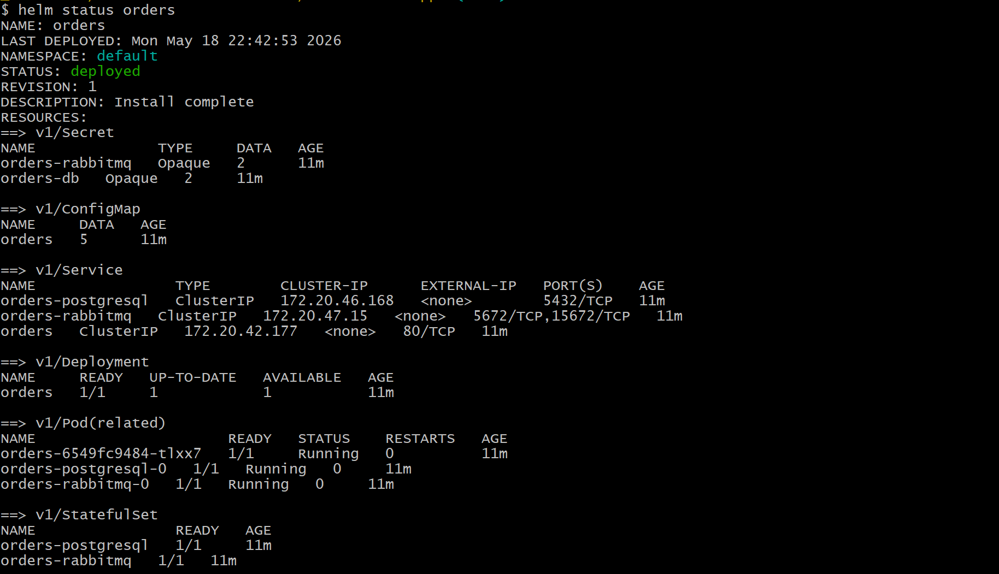 $ helm status orders
NAME: orders
LAST DEPLOYED: Mon May 18 22:42:53 2026
NAMESPACE: default
STATUS: deployed
REVISION: 1
DESCRIPTION: Install complete
RESOURCES:
==> v1/Secret
NAME              TYPE     DATA   AGE
orders-rabbitmq   Opaque   2      11m
orders-db   Opaque   2     11m

==> v1/ConfigMap
NAME     DATA   AGE
orders   5      11m

==> v1/Service
NAME                TYPE        CLUSTER-IP      EXTERNAL-IP   PORT(S)    AGE
orders-postgresql   ClusterIP   172.20.46.168   <none>        5432/TCP   11m
orders-rabbitmq   ClusterIP   172.20.47.15   <none>   5672/TCP,15672/TCP   11m
orders   ClusterIP   172.20.42.177   <none>   80/TCP   11m

==> v1/Deployment
NAME     READY   UP-TO-DATE   AVAILABLE   AGE
orders   1/1     1            1           11m

==> v1/Pod(related)
NAME                      READY   STATUS    RESTARTS   AGE
orders-6549fc9484-tlxx7   1/1     Running   0          11m
orders-postgresql-0   1/1   Running   0     11m
orders-rabbitmq-0   1/1   Running   0     11m

==> v1/StatefulSet
NAME                READY   AGE
orders-postgresql   1/1     11m
orders-rabbitmq   1/1   11m